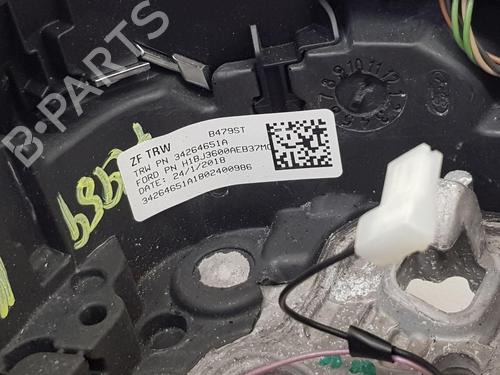 B-PARTS
ZF TRW B479ST
TRW PN 34264651A
FORD PN H1BJ3600AEB37MC
DATE: 24/1/2018
34264651A1802400986